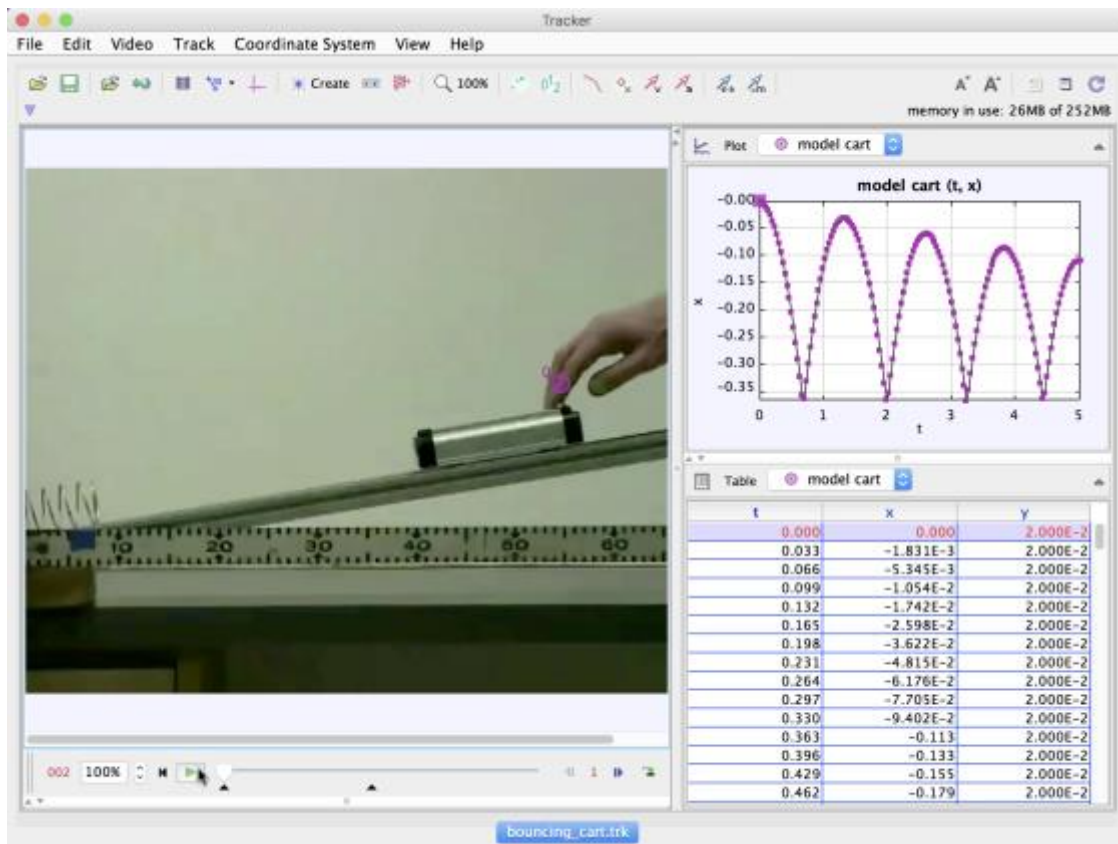 Tracker
File Edit Video Track Coordinate System View Help
Create 100%
memory in use: 26MB of 252MB
Plot model cart
model cart (t, x)
-0.00
-0.05
-0.10
-0.15
-0.20
-0.25
-0.30
-0.35
x
0 1 2 3 4 5
t
0
10 20 30 40 60 60
Table model cart
t x y
0.000 0.000 2.000E-2
0.033 -1.831E-3 2.000E-2
0.066 -5.345E-3 2.000E-2
0.099 -1.054E-2 2.000E-2
0.132 -1.742E-2 2.000E-2
0.165 -2.598E-2 2.000E-2
0.198 -3.622E-2 2.000E-2
0.231 -4.815E-2 2.000E-2
0.264 -6.176E-2 2.000E-2
0.297 -7.705E-2 2.000E-2
0.330 -9.402E-2 2.000E-2
0.363 -0.113 2.000E-2
0.396 -0.133 2.000E-2
0.429 -0.155 2.000E-2
0.462 -0.179 2.000E-2
002 100% 1
bouncing_cart.trk